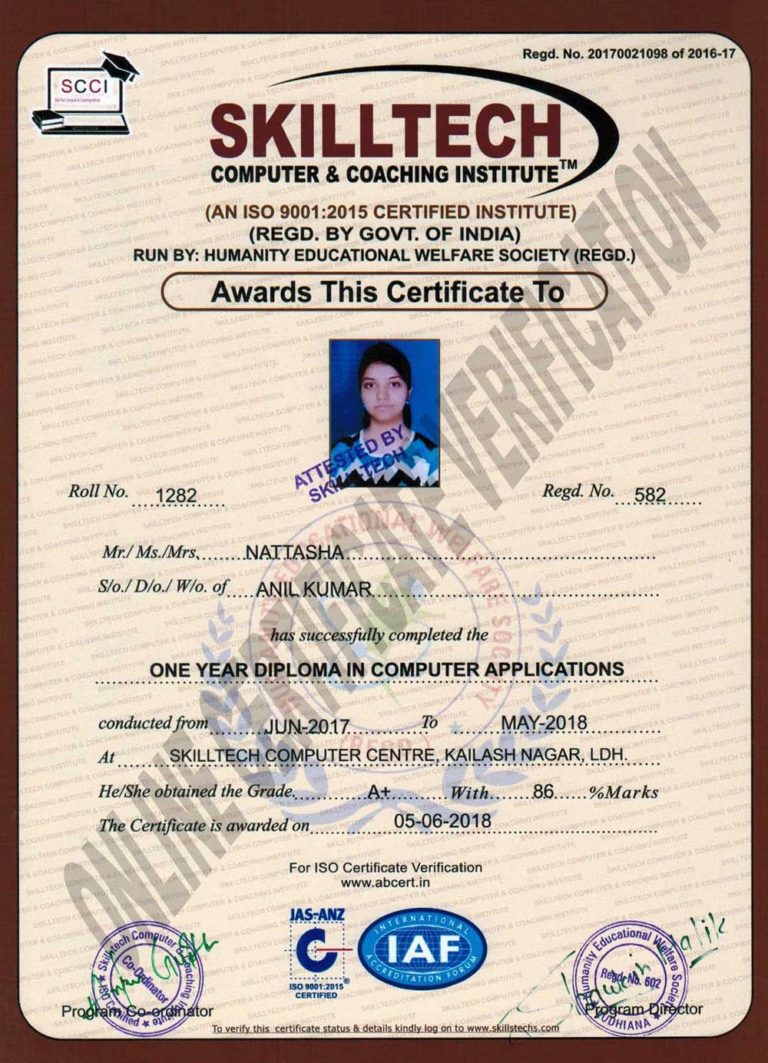 Regd. No. 20170021098 of 2016-17
SCCI
SKILLTECH
COMPUTER & COACHING INSTITUTE™
(AN ISO 9001:2015 CERTIFIED INSTITUTE)
(REGD. BY GOVT. OF INDIA)
RUN BY: HUMANITY EDUCATIONAL WELFARE SOCIETY (REGD.)
Awards This Certificate To
ATTESTED BY
SKILL-TECH
Roll No. 1282 Regd. No. 582
Mr./ Ms./Mrs. NATTASHA
S/o./ D/o./ W/o. of ANIL KUMAR
has successfully completed the
ONE YEAR DIPLOMA IN COMPUTER APPLICATIONS
conducted from JUN-2017 To MAY-2018
At SKILLTECH COMPUTER CENTRE, KAILASH NAGAR, LDH.
He/She obtained the Grade A+ With 86 %Marks
The Certificate is awarded on 05-06-2018
For ISO Certificate Verification
www.abcert.in
JAS-ANZ
C
ISO 9001:2015
CERTIFIED
®
INTERNATIONAL
IAF
ACCREDITATION FORUM
Skilltech Computer & Coaching Institute
Co-Ordinator
Humanity Educational Welfare Society
Regd. No. 602
LUDHIANA
Program Co-ordinator Program Director
To verify this certificate status & details kindly log on to www.skillstechs.com
ONLINE CERTIFICATE VERIFICATION